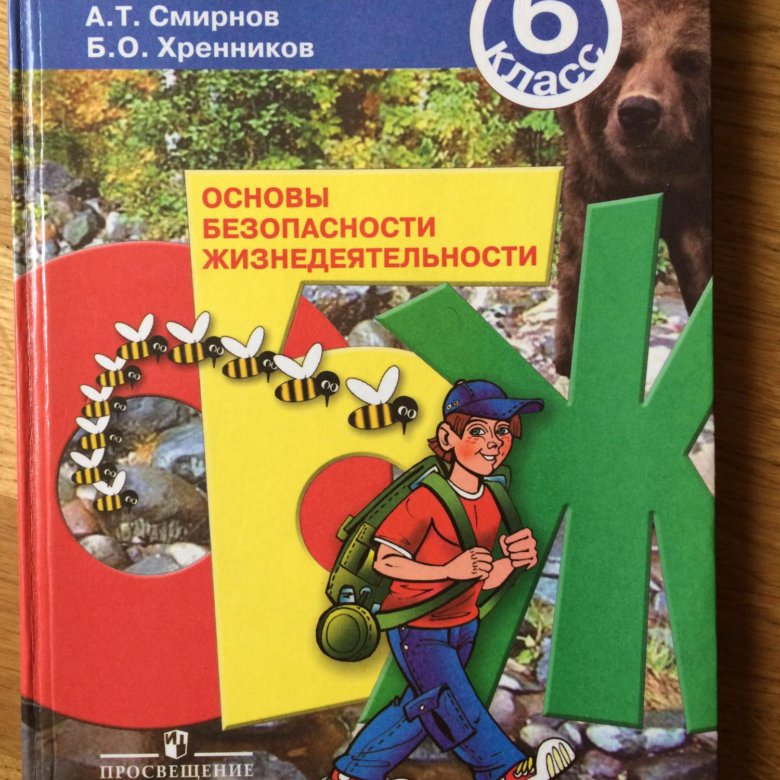 А.Т. Смирнов
Б.О. Хренников
6
класс
ОСНОВЫ
БЕЗОПАСНОСТИ
ЖИЗНЕДЕЯТЕЛЬНОСТИ
ОБЖ
ПРОСВЕЩЕНИЕ